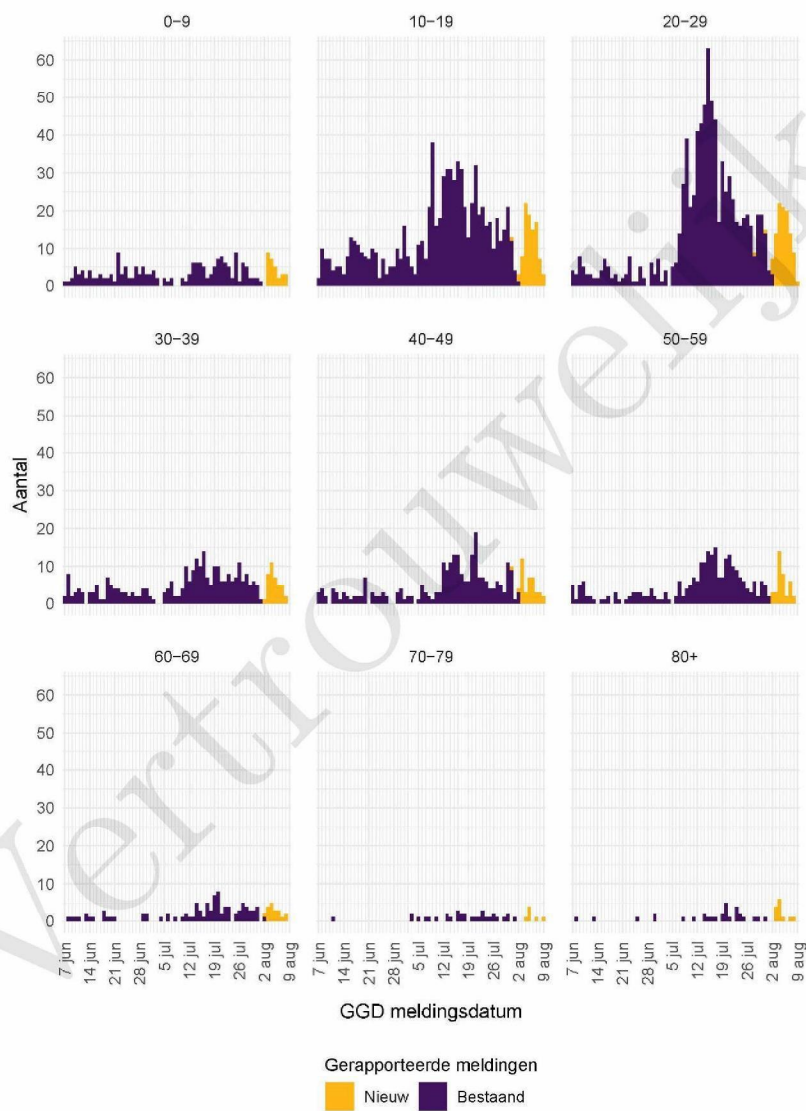 0−9
10−19
20−29
60
50
40
30
20
10
0
30−39
40−49
50−59
60
50
40
30
20
10
0
Aantal
60−69
70−79
80+
60
50
40
30
20
10
0
7 jun
14 jun
21 jun
28 jun
5 jul
12 jul
19 jul
26 jul
2 aug
9 aug
7 jun
14 jun
21 jun
28 jun
5 jul
12 jul
19 jul
26 jul
2 aug
9 aug
7 jun
14 jun
21 jun
28 jun
5 jul
12 jul
19 jul
26 jul
2 aug
9 aug
GGD meldingsdatum
Gerapporteerde meldingen
Nieuw
Bestaand
Vertrouwelijk